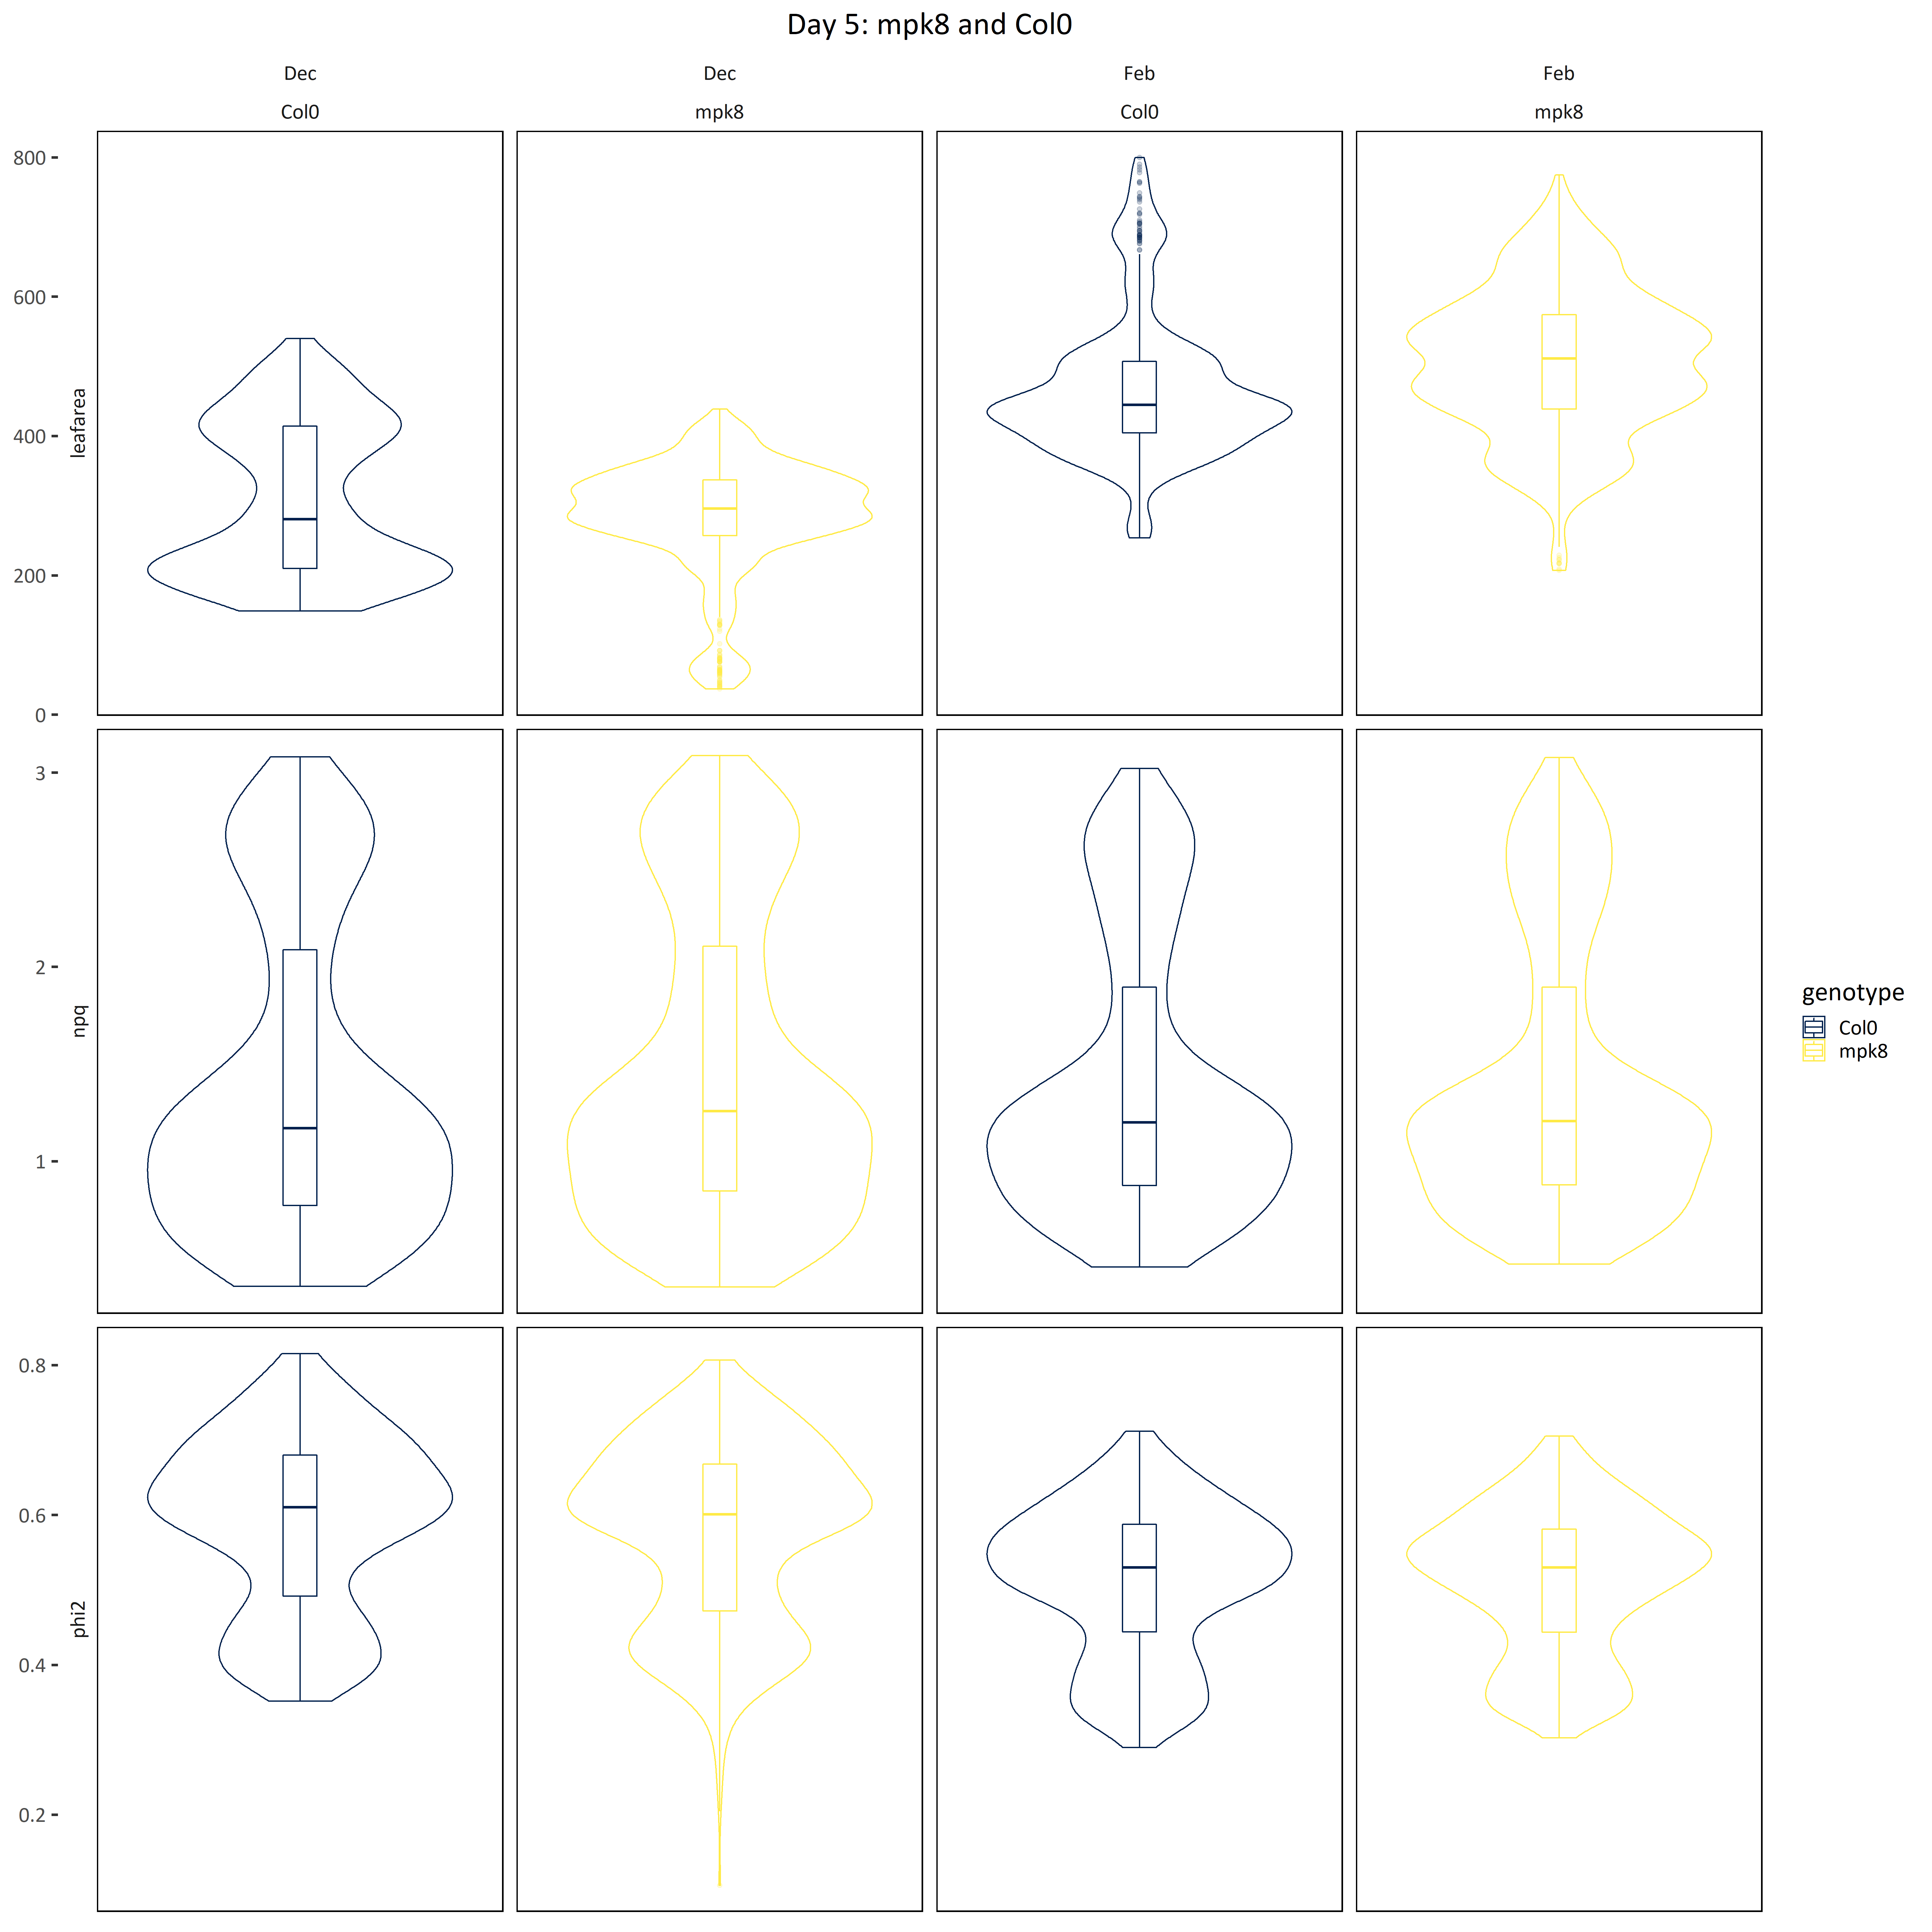 Day 5: mpk8 and Col0
Dec Dec Feb Feb
Col0 mpk8 Col0 mpk8
800
600
400
200
0
leafarea
3
2
1
npq
genotype
Col0
mpk8
0.8
0.6
0.4
0.2
phi2